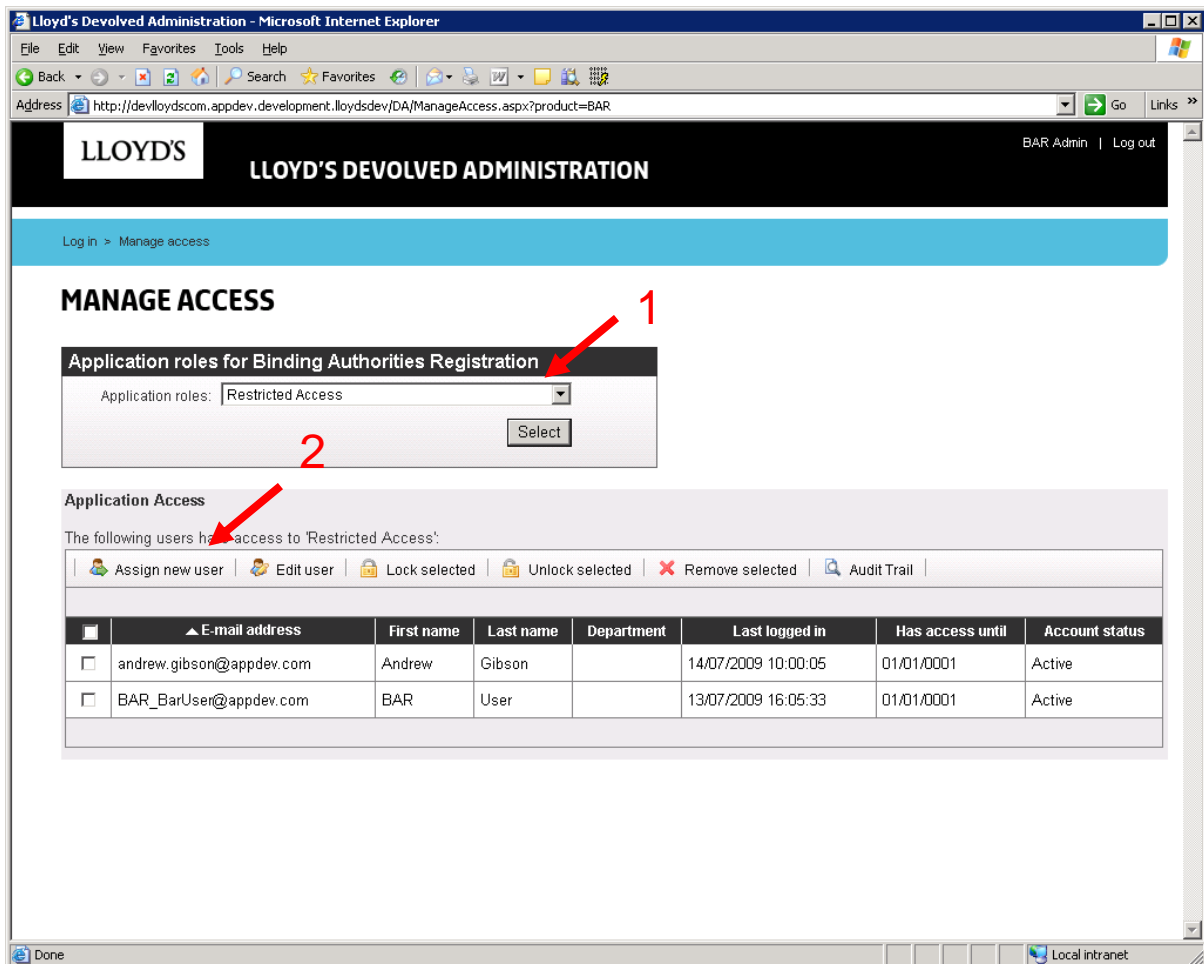 Lloyd's Devolved Administration - Microsoft Internet Explorer
File Edit View Favorites Tools Help
Back Search Favorites
Address http://devlloydscom.appdev.development.lloydsdev/DA/ManageAccess.aspx?product=BAR Go Links »
LLOYD'S
LLOYD'S DEVOLVED ADMINISTRATION
BAR Admin | Log out
Log in > Manage access
MANAGE ACCESS
1
Application roles for Binding Authorities Registration
Application roles: Restricted Access
Select
2
Application Access
The following users have access to 'Restricted Access':
Assign new user | Edit user | Lock selected | Unlock selected | Remove selected | Audit Trail
E-mail address First name Last name Department Last logged in Has access until Account status
andrew.gibson@appdev.com Andrew Gibson 14/07/2009 10:00:05 01/01/0001 Active
BAR_BarUser@appdev.com BAR User 13/07/2009 16:05:33 01/01/0001 Active
Done Local intranet